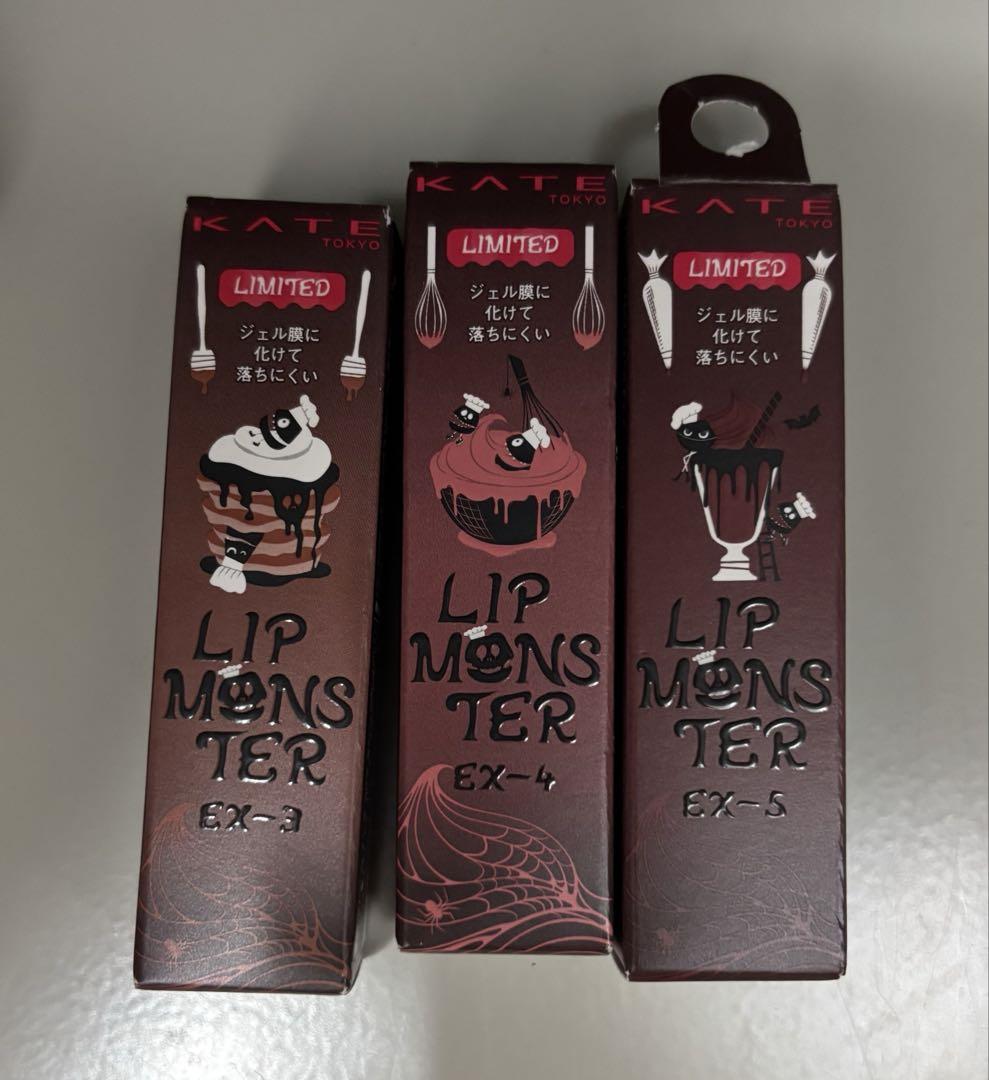 KATE
TOKYO
LIMITED
ジェル膜に
化けて
落ちにくい
LIP
MONS
TER
EX-3
KATE
TOKYO
LIMITED
ジェル膜に
化けて
落ちにくい
LIP
MONS
TER
EX-4
KATE
TOKYO
LIMITED
ジェル膜に
化けて
落ちにくい
LIP
MONS
TER
EX-5